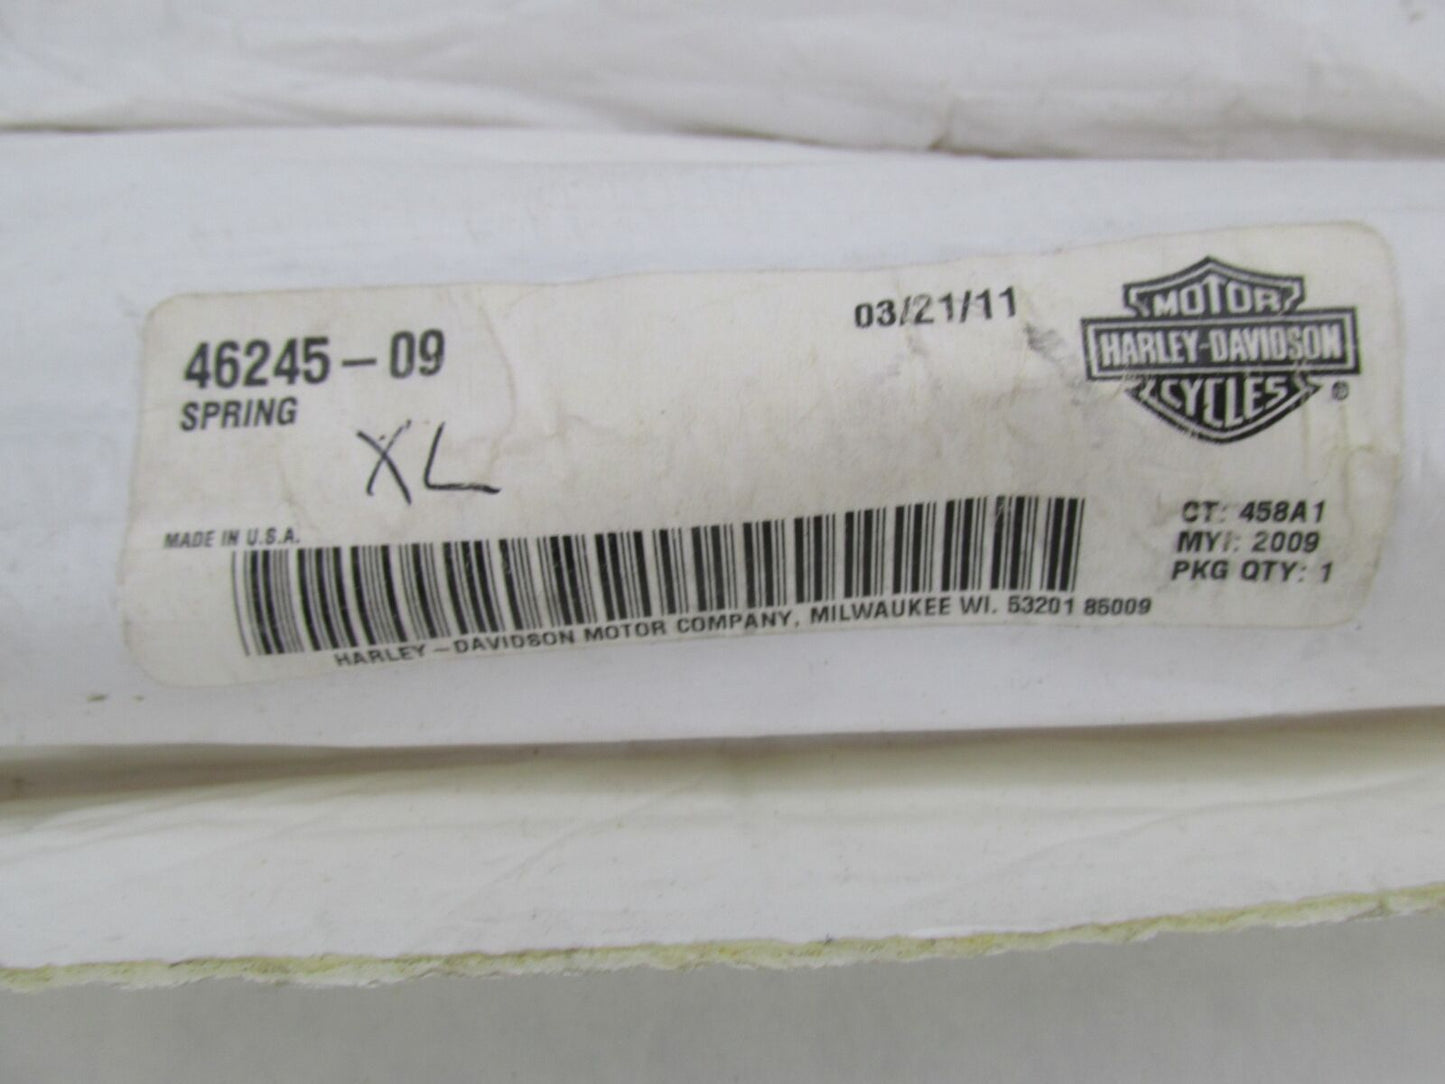 46245-09
SPRING
XL
03/21/11
MOTOR
HARLEY-DAVIDSON
CYCLES
®
MADE IN U.S.A.
CT: 458A1
MYI: 2009
PKG QTY: 1
HARLEY-DAVIDSON MOTOR COMPANY, MILWAUKEE WI. 53201 85009